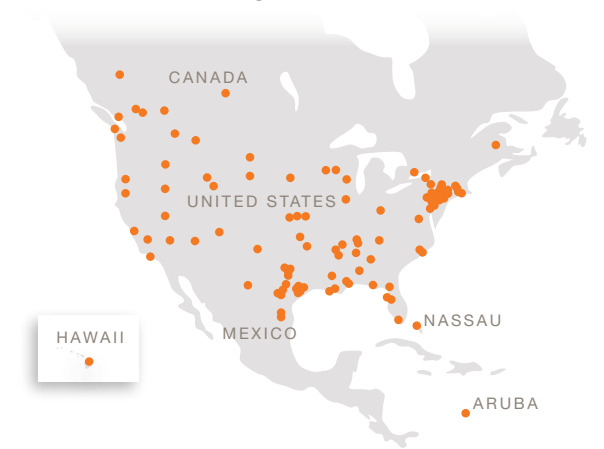 CANADA
UNITED STATES
NASSAU
MEXICO
HAWAII
ARUBA